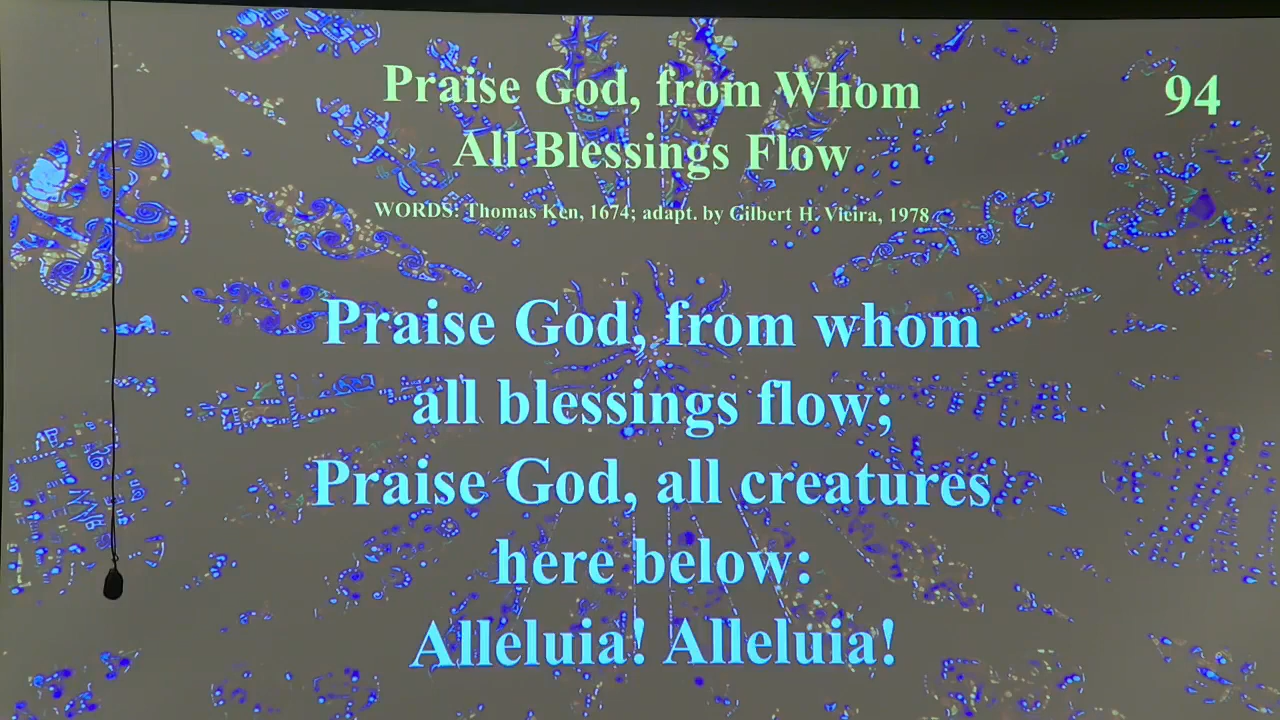 Praise God, from Whom
94
All Blessings Flow
WORDS: Thomas Ken, 1674; adapt. by Gilbert H. Vieira, 1978
Praise God, from whom
all blessings flow;
Praise God, all creatures
here below:
Alleluia! Alleluia!